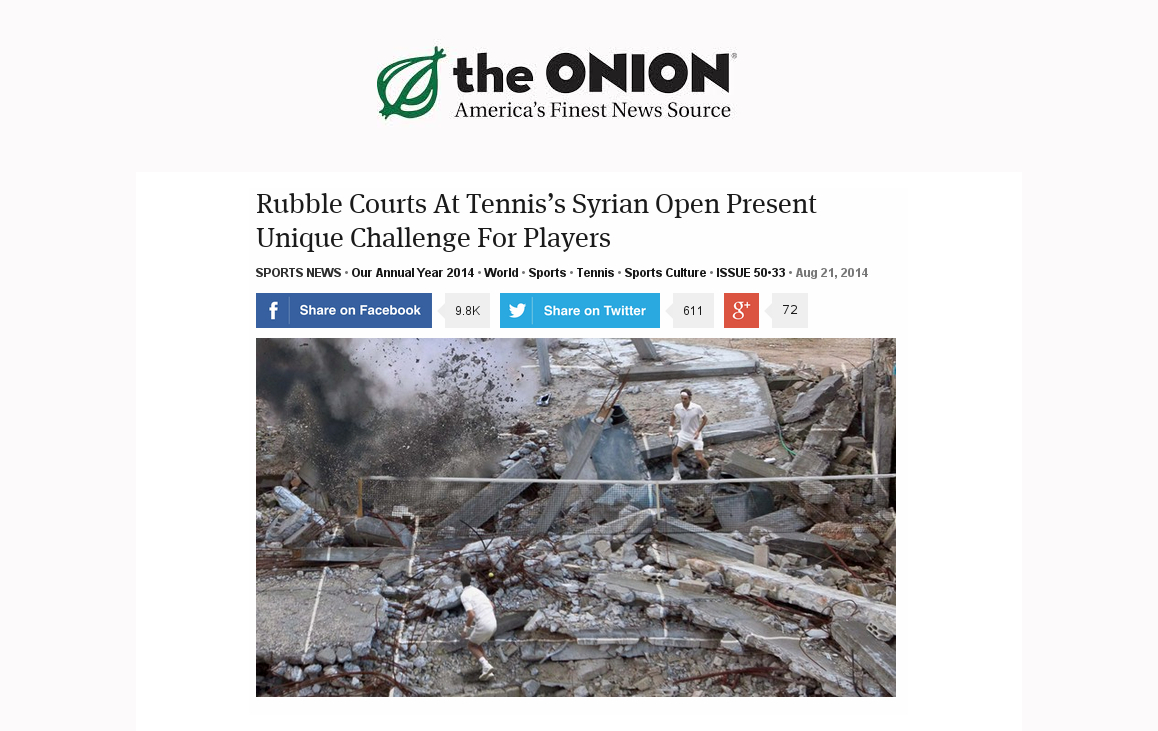 the ONION®
America's Finest News Source
Rubble Courts At Tennis's Syrian Open Present
Unique Challenge For Players
SPORTS NEWS • Our Annual Year 2014 • World • Sports • Tennis • Sports Culture • ISSUE 50•33 • Aug 21, 2014
f Share on Facebook 9.8K Share on Twitter 611 g+ 72